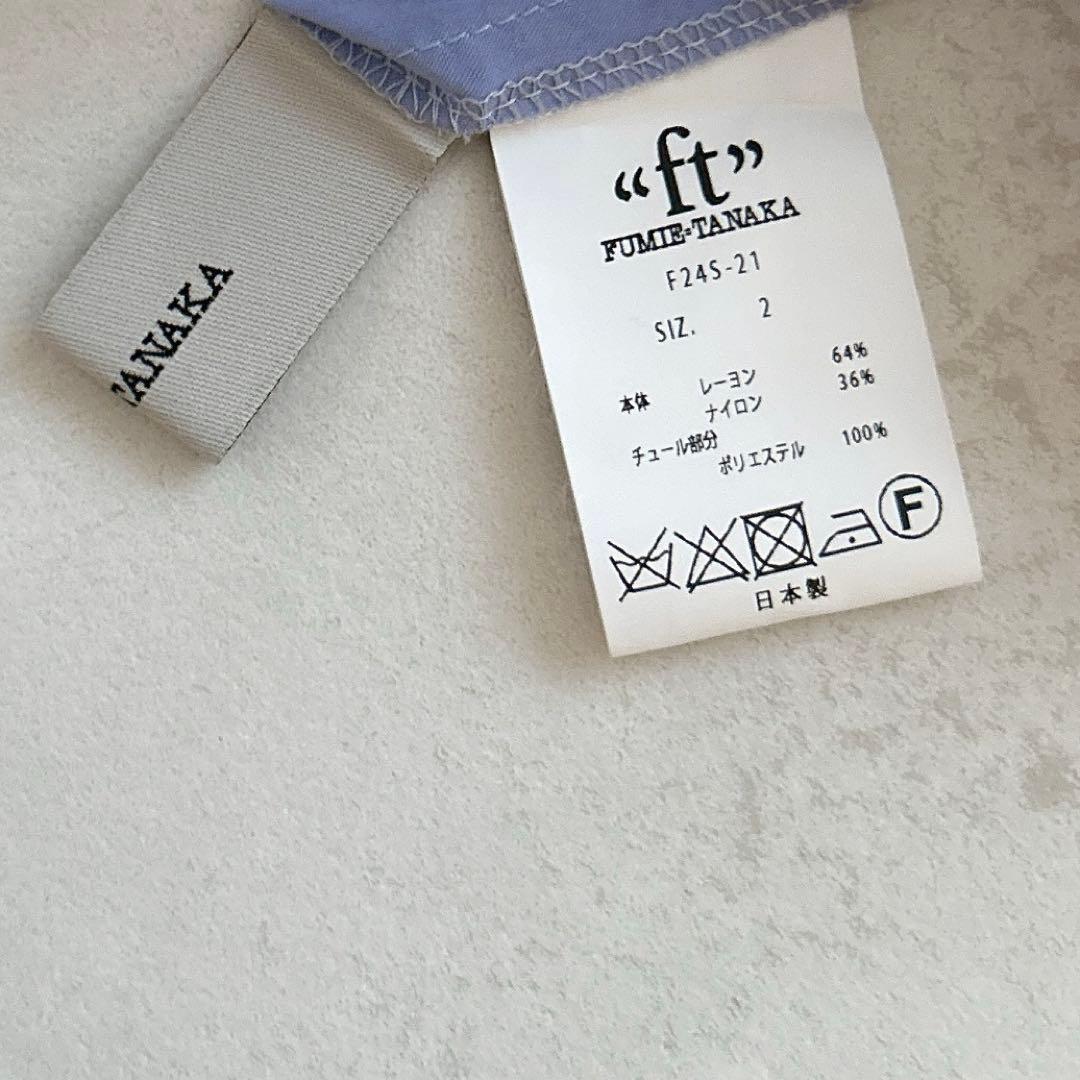 TANAKA
“ft”
FUMIE=TANAKA
F24S-21
SIZ. 2
本体 レーヨン 64%
ナイロン 36%
チュール部分
ポリエステル 100%
F
日本製